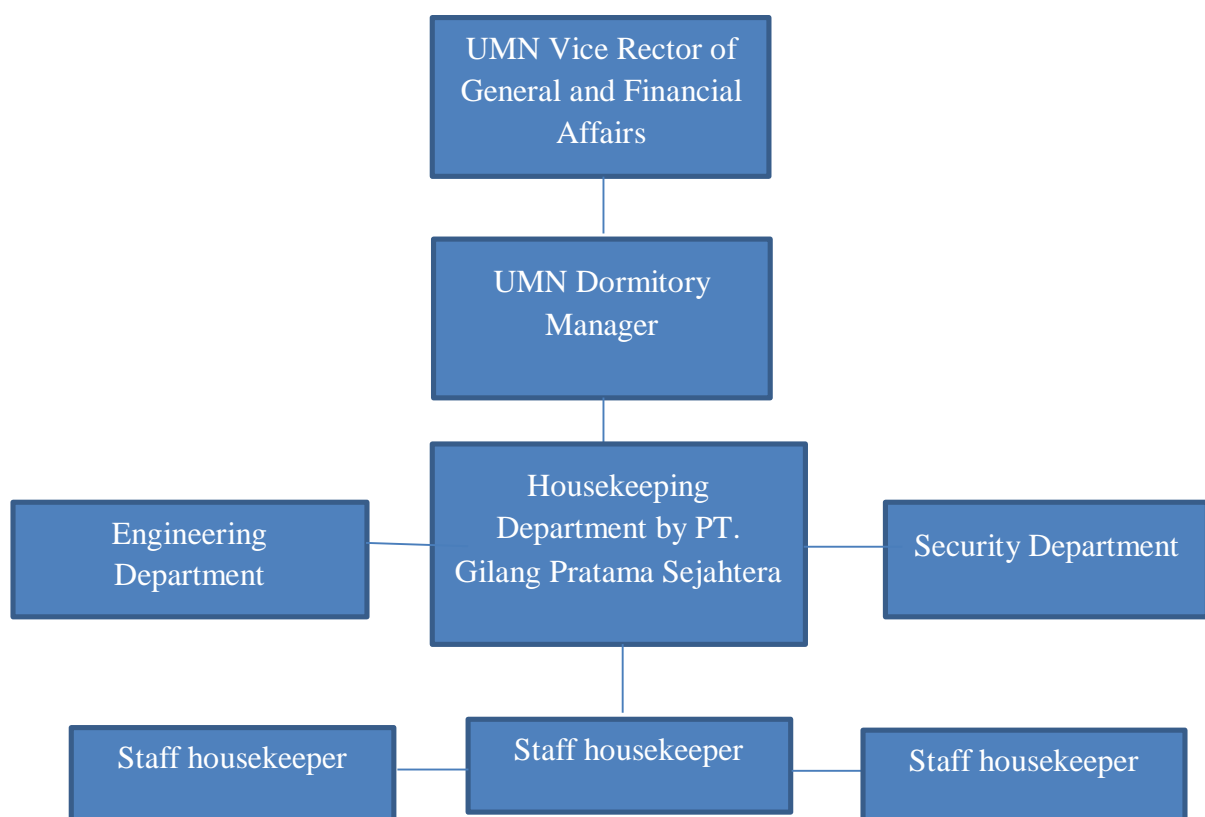 UMN Vice Rector of
General and Financial
Affairs
UMN Dormitory
Manager
Engineering
Department
Housekeeping
Department by PT.
Gilang Pratama Sejahtera
Security Department
Staff housekeeper
Staff housekeeper
Staff housekeeper